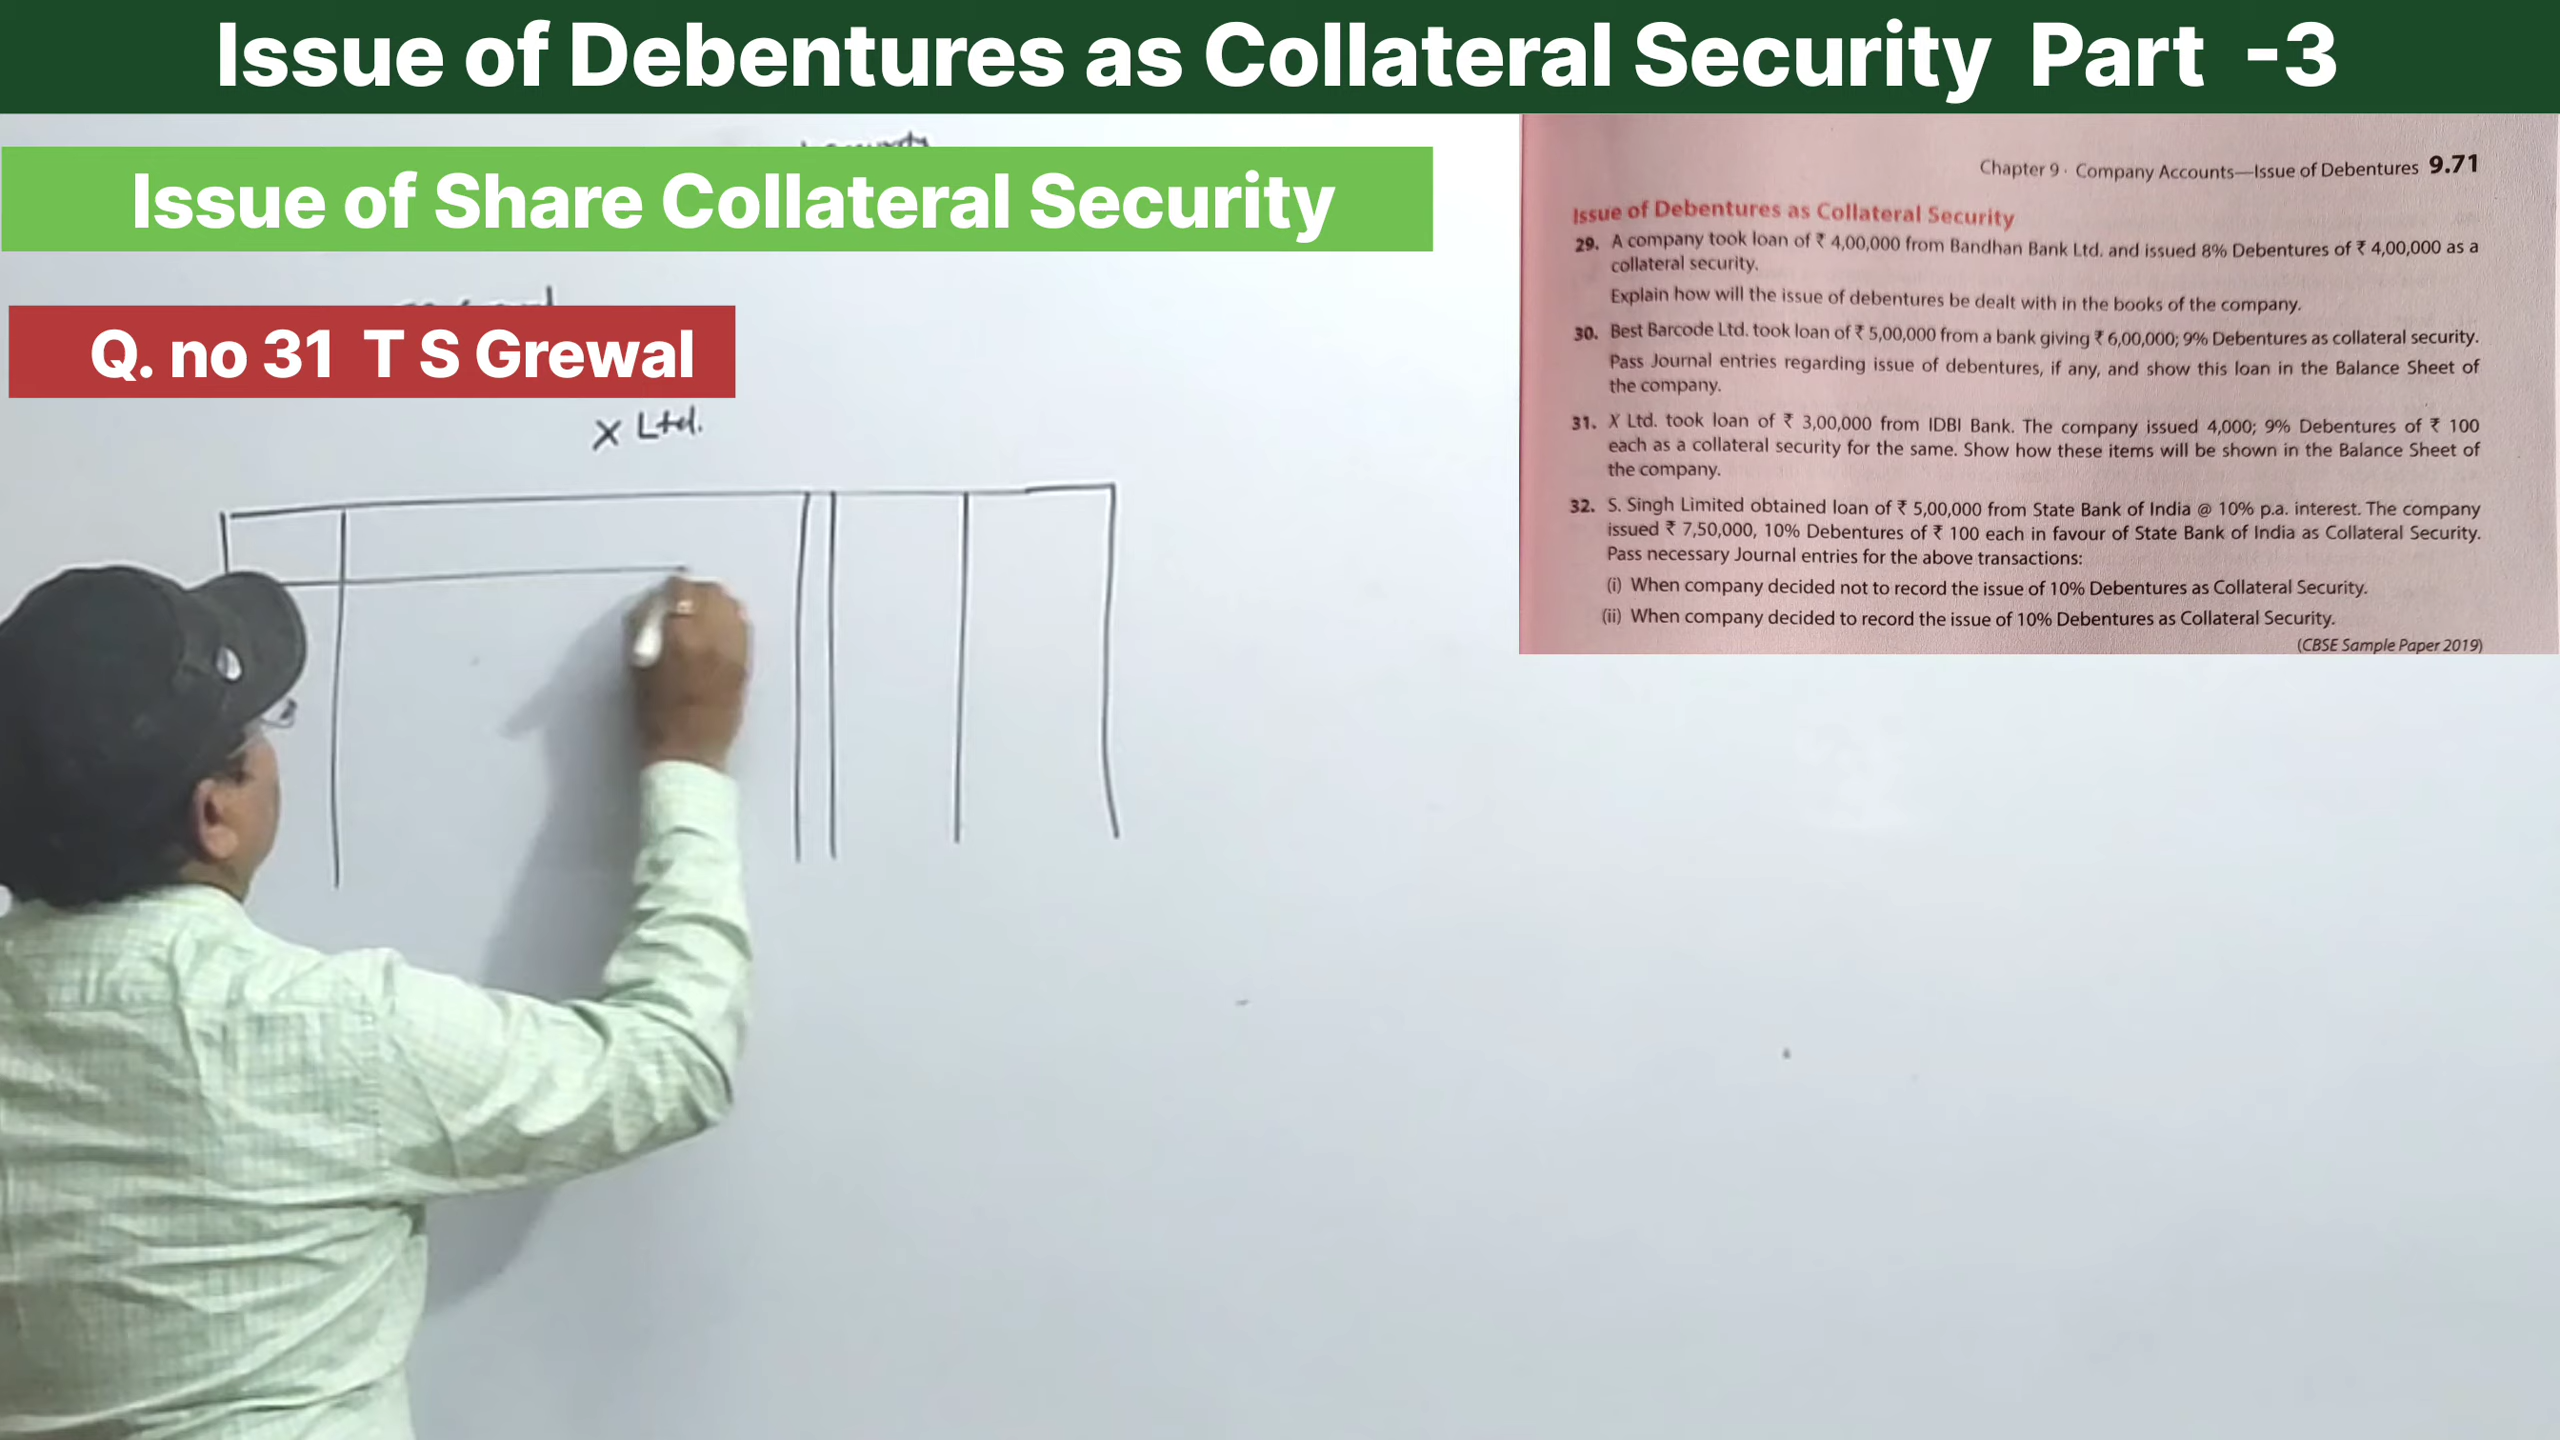 Issue of Debentures as Collateral Security Part -3
Issue of Share Collateral Security
Q. no 31 T S Grewal
X Ltd.
Chapter 9 · Company Accounts—Issue of Debentures 9.71
Issue of Debentures as Collateral Security
29. A company took loan of ₹ 4,00,000 from Bandhan Bank Ltd. and issued 8% Debentures of ₹ 4,00,000 as a
collateral security.
Explain how will the issue of debentures be dealt with in the books of the company.
30. Best Barcode Ltd. took loan of ₹ 5,00,000 from a bank giving ₹ 6,00,000; 9% Debentures as collateral security.
Pass Journal entries regarding issue of debentures, if any, and show this loan in the Balance Sheet of
the company.
31. X Ltd. took loan of ₹ 3,00,000 from IDBI Bank. The company issued 4,000; 9% Debentures of ₹ 100
each as a collateral security for the same. Show how these items will be shown in the Balance Sheet of
the company.
32. S. Singh Limited obtained loan of ₹ 5,00,000 from State Bank of India @ 10% p.a. interest. The company
issued ₹ 7,50,000, 10% Debentures of ₹ 100 each in favour of State Bank of India as Collateral Security.
Pass necessary Journal entries for the above transactions:
(i) When company decided not to record the issue of 10% Debentures as Collateral Security.
(ii) When company decided to record the issue of 10% Debentures as Collateral Security.
(CBSE Sample Paper 2019)